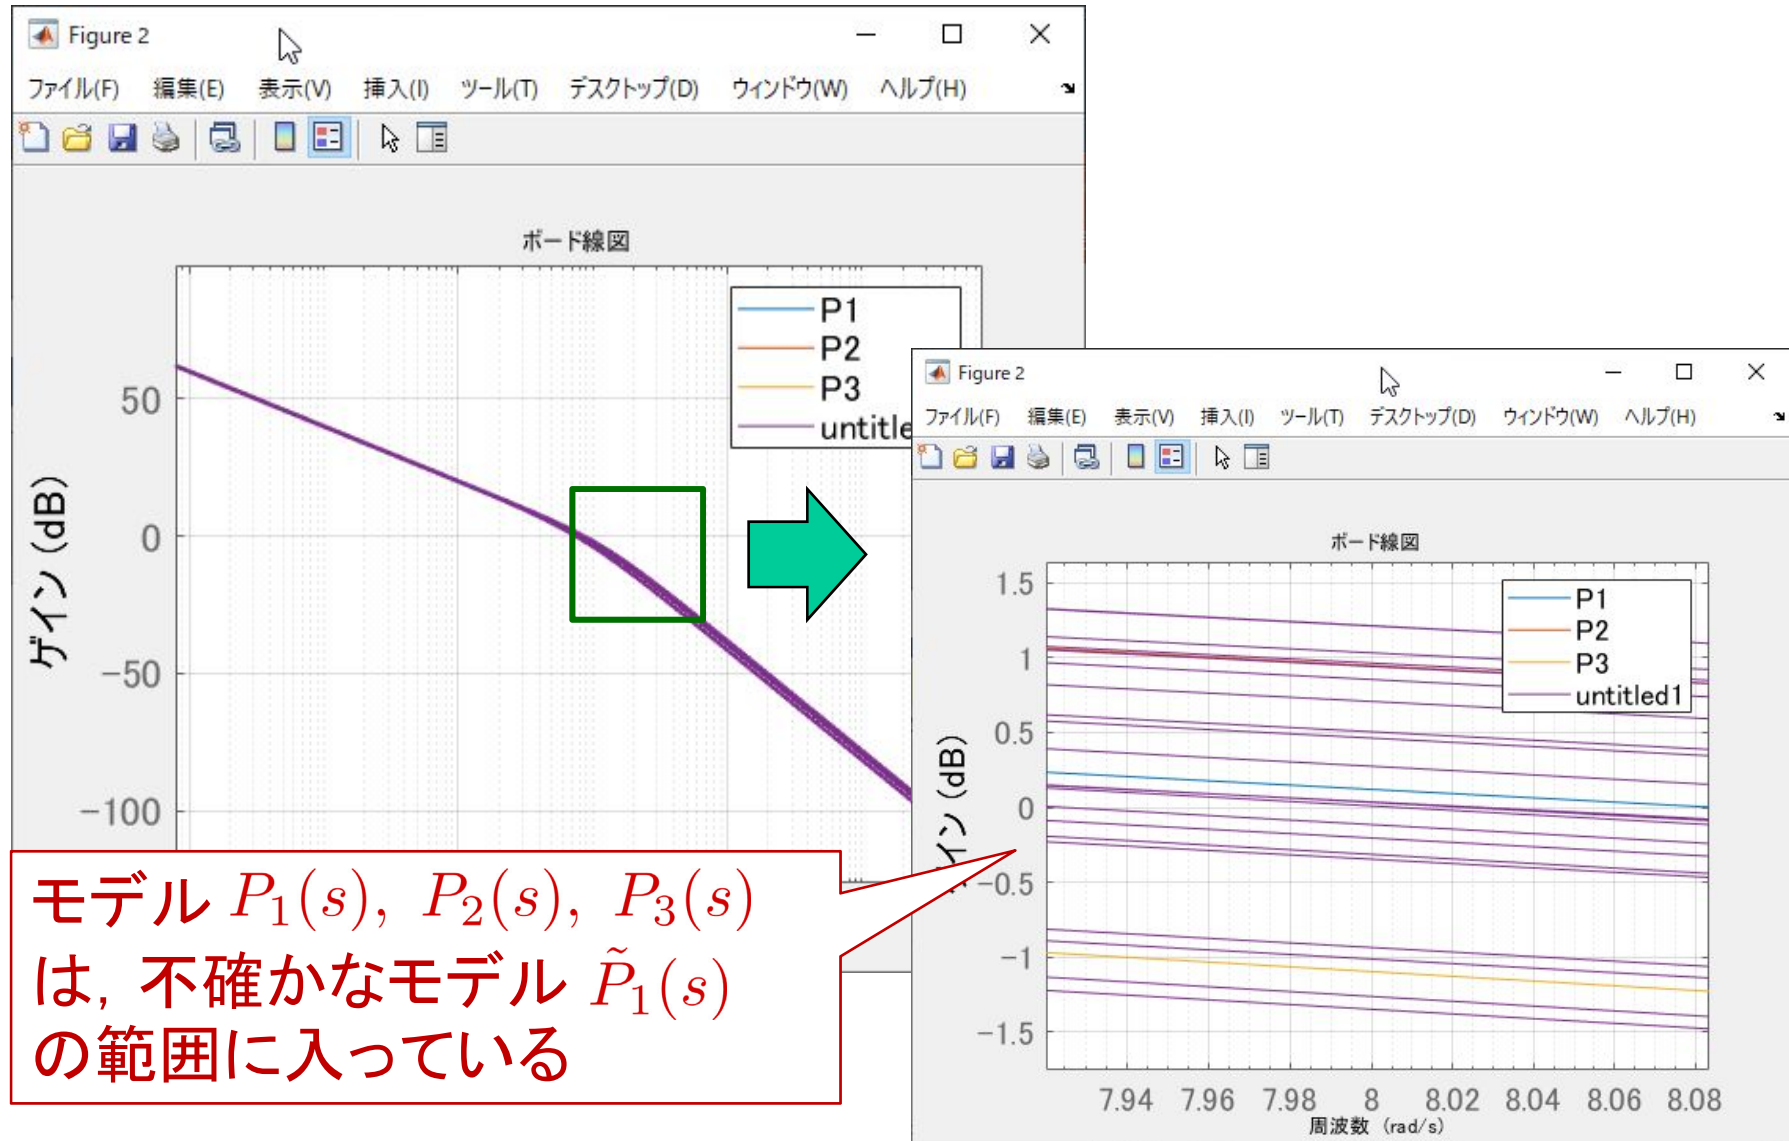 Figure 2
ファイル(F) 編集(E) 表示(V) 挿入(I) ツール(T) デスクトップ(D) ウィンドウ(W) ヘルプ(H)
ボード線図
P1
P2
P3
untitle
ゲイン (dB)
50
0
-50
-100
Figure 2
ファイル(F) 編集(E) 表示(V) 挿入(I) ツール(T) デスクトップ(D) ウィンドウ(W) ヘルプ(H)
ボード線図
P1
P2
P3
untitled1
イン (dB)
1.5
1
0.5
0
-0.5
-1
-1.5
7.94 7.96 7.98 8 8.02 8.04 8.06 8.08
周波数 (rad/s)
モデル P₁(s), P₂(s), P₃(s)
は, 不確かなモデル P̃₁(s)
の範囲に入っている